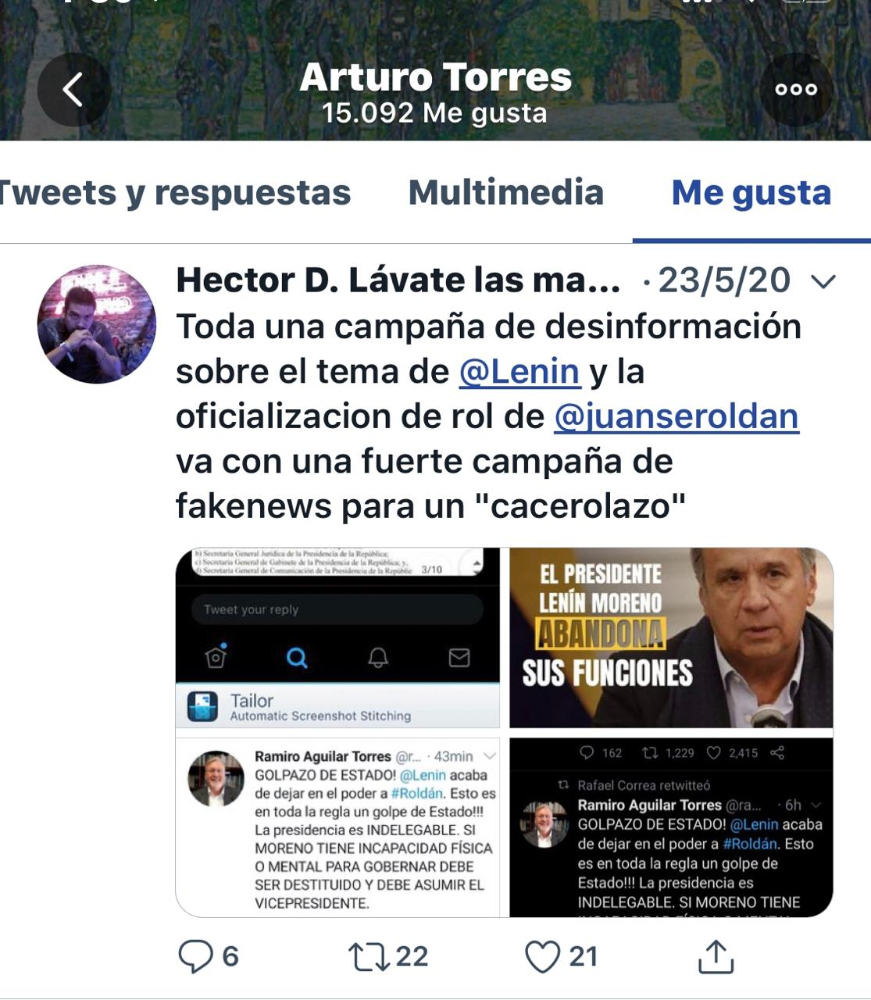 Arturo Torres
15.092 Me gusta
Tweets y respuestas
Multimedia
Me gusta
Hector D. Lávate las ma... · 23/5/20
Toda una campaña de desinformación
sobre el tema de @Lenin y la
oficializacion de rol de @juanseroldan
va con una fuerte campaña de
fakenews para un "cacerolazo"
b) Secretaría General Jurídica de la Presidencia de la República;
c) Secretaría General de Gabinete de la Presidencia de la República; y,
d) Secretaría General de Comunicación de la Presidencia de la Repúblic
3/10
Tweet your reply
Tailor
Automatic Screenshot Stitching
EL PRESIDENTE
LENÍN MORENO
ABANDONA
SUS FUNCIONES
Ramiro Aguilar Torres @r... · 43min
GOLPAZO DE ESTADO! @Lenin acaba
de dejar en el poder a #Roldán. Esto es
en toda la regla un golpe de Estado!!!
La presidencia es INDELEGABLE. SI
MORENO TIENE INCAPACIDAD FÍSICA
O MENTAL PARA GOBERNAR DEBE
SER DESTITUIDO Y DEBE ASUMIR EL
VICEPRESIDENTE.
162 1,229 2,415
Rafael Correa retwitteó
Ramiro Aguilar Torres @ra... · 6h
GOLPAZO DE ESTADO! @Lenin acaba
de dejar en el poder a #Roldán. Esto
es en toda la regla un golpe de
Estado!!! La presidencia es
INDELEGABLE. SI MORENO TIENE
6 22 21